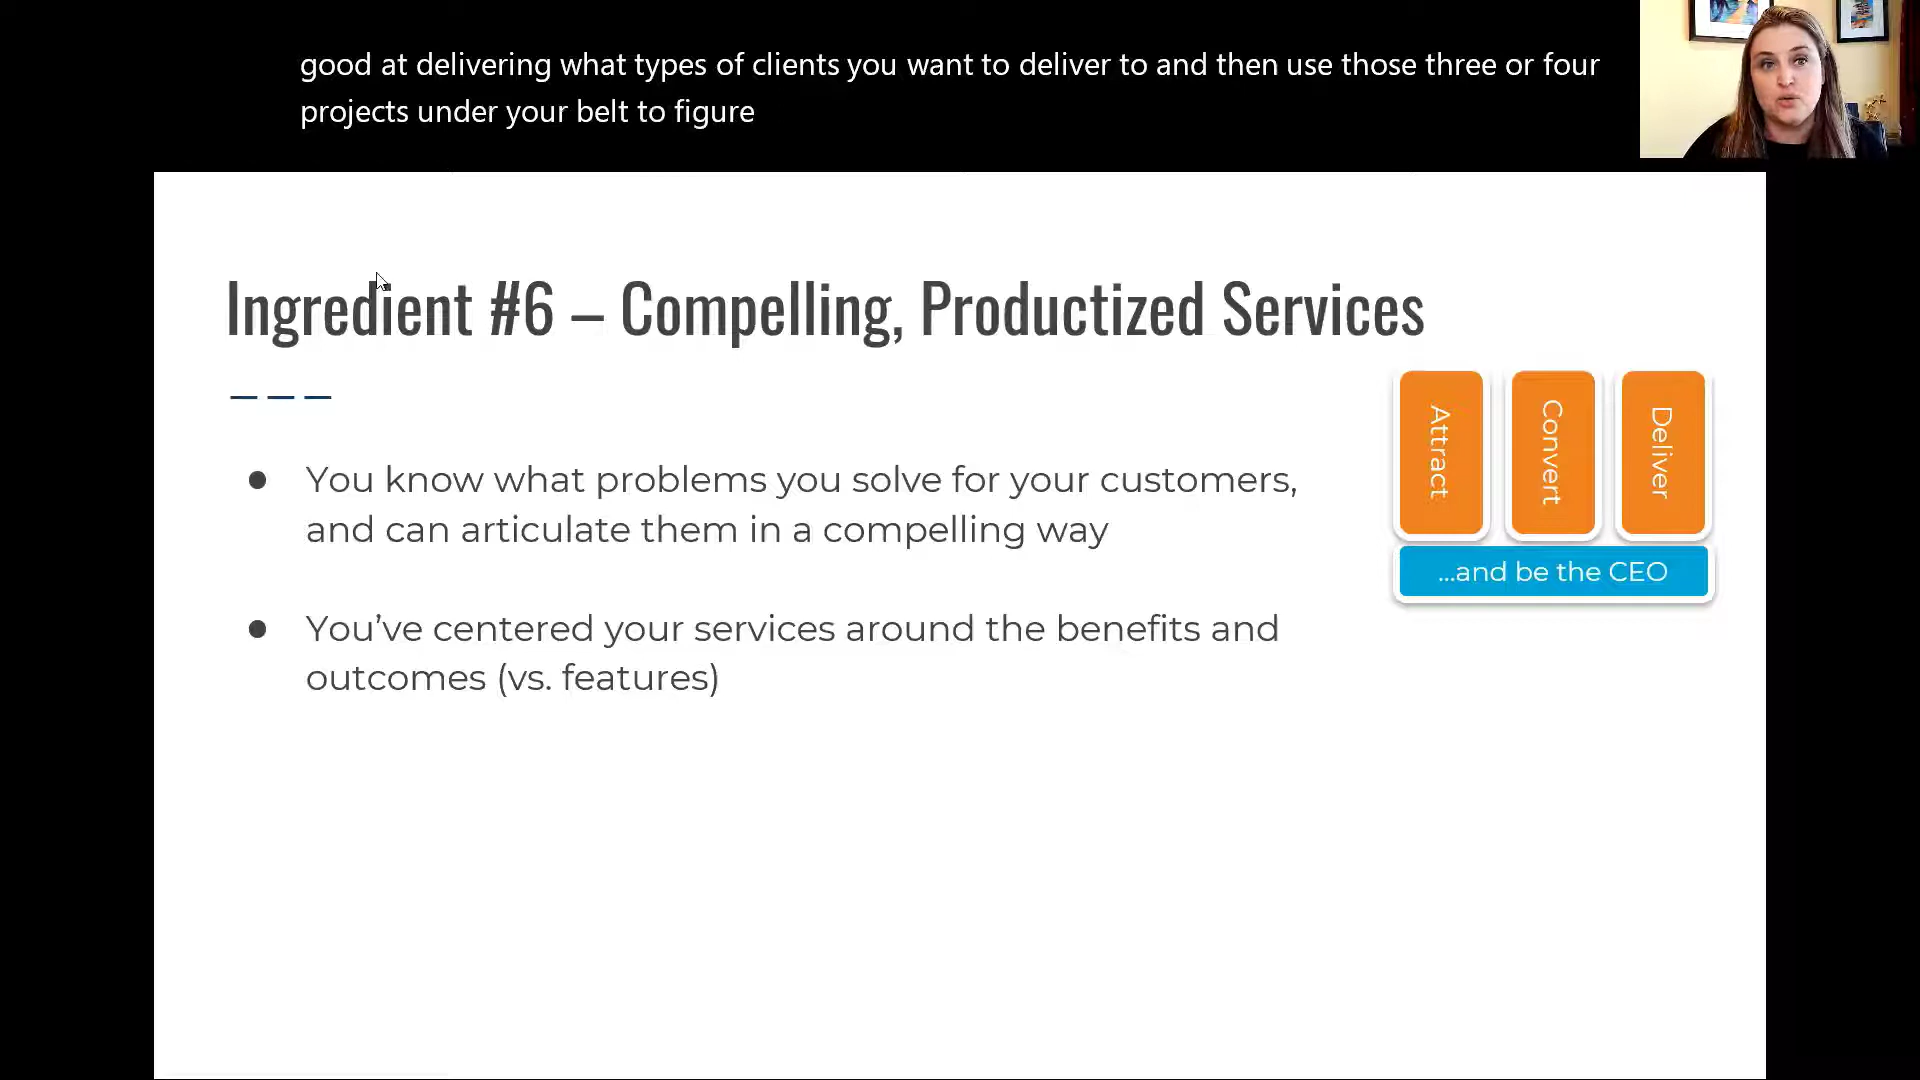 good at delivering what types of clients you want to deliver to and then use those three or four
projects under your belt to figure
Ingredient #6 – Compelling, Productized Services
● You know what problems you solve for your customers,
and can articulate them in a compelling way
● You’ve centered your services around the benefits and
outcomes (vs. features)
Attract
Convert
Deliver
...and be the CEO